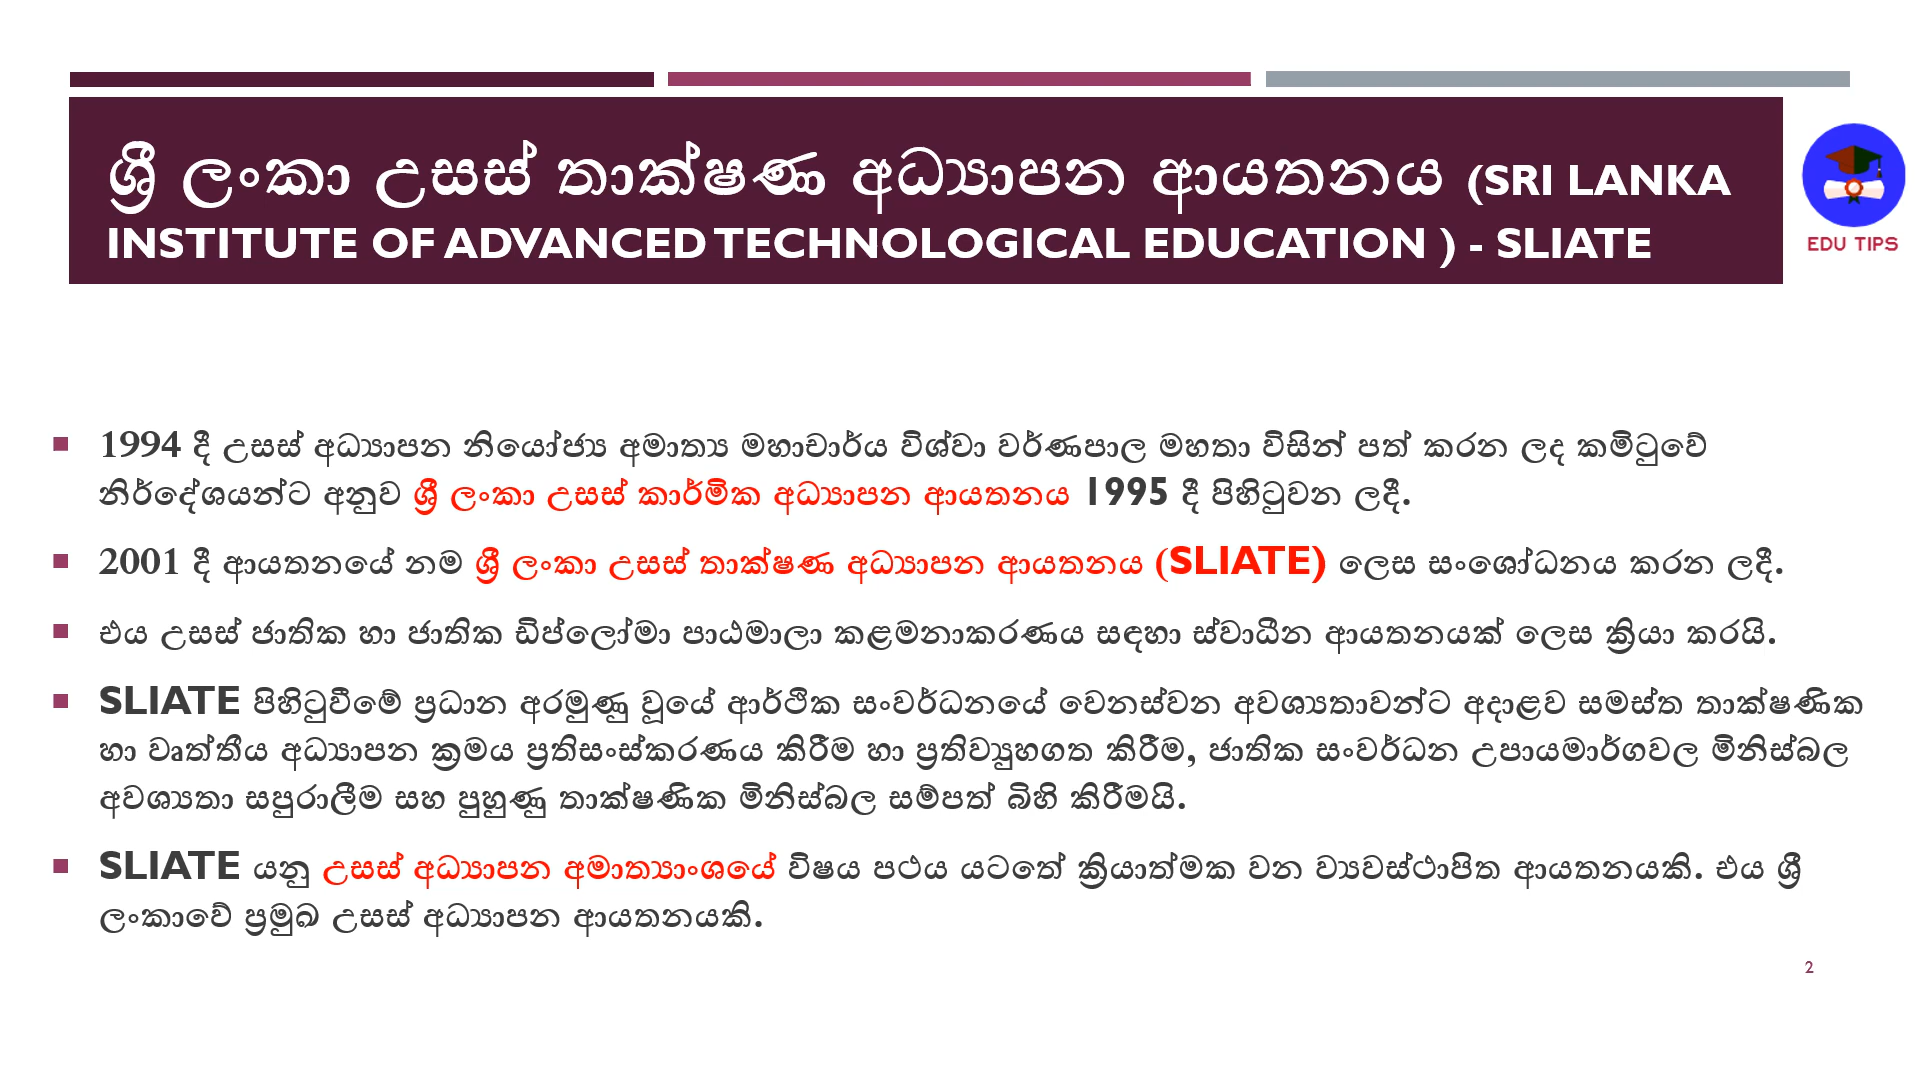 ශ්‍රී ලංකා උසස් තාක්ෂණ අධ්‍යාපන ආයතනය (SRI LANKA
INSTITUTE OF ADVANCED TECHNOLOGICAL EDUCATION ) - SLIATE
EDU TIPS
▪ 1994 දී උසස් අධ්‍යාපන නියෝජ්‍ය අමාත්‍ය මහාචාර්ය විශ්වා වර්ණපාල මහතා විසින් පත් කරන ලද කමිටුවේ
නිර්දේශයන්ට අනුව ශ්‍රී ලංකා උසස් කාර්මික අධ්‍යාපන ආයතනය 1995 දී පිහිටුවන ලදී.
▪ 2001 දී ආයතනයේ නම ශ්‍රී ලංකා උසස් තාක්ෂණ අධ්‍යාපන ආයතනය (SLIATE) ලෙස සංශෝධනය කරන ලදී.
▪ එය උසස් ජාතික හා ජාතික ඩිප්ලෝමා පාඨමාලා කළමනාකරණය සඳහා ස්වාධීන ආයතනයක් ලෙස ක්‍රියා කරයි.
▪ SLIATE පිහිටුවීමේ ප්‍රධාන අරමුණු වූයේ ආර්ථික සංවර්ධනයේ වෙනස්වන අවශ්‍යතාවන්ට අදාළව සමස්ත තාක්ෂණික
හා වෘත්තීය අධ්‍යාපන ක්‍රමය ප්‍රතිසංස්කරණය කිරීම හා ප්‍රතිව්‍යුහගත කිරීම, ජාතික සංවර්ධන උපායමාර්ගවල මිනිස්බල
අවශ්‍යතා සපුරාලීම සහ පුහුණු තාක්ෂණික මිනිස්බල සම්පත් බිහි කිරීමයි.
▪ SLIATE යනු උසස් අධ්‍යාපන අමාත්‍යාංශයේ විෂය පථය යටතේ ක්‍රියාත්මක වන ව්‍යවස්ථාපිත ආයතනයකි. එය ශ්‍රී
ලංකාවේ ප්‍රමුඛ උසස් අධ්‍යාපන ආයතනයකි.
2